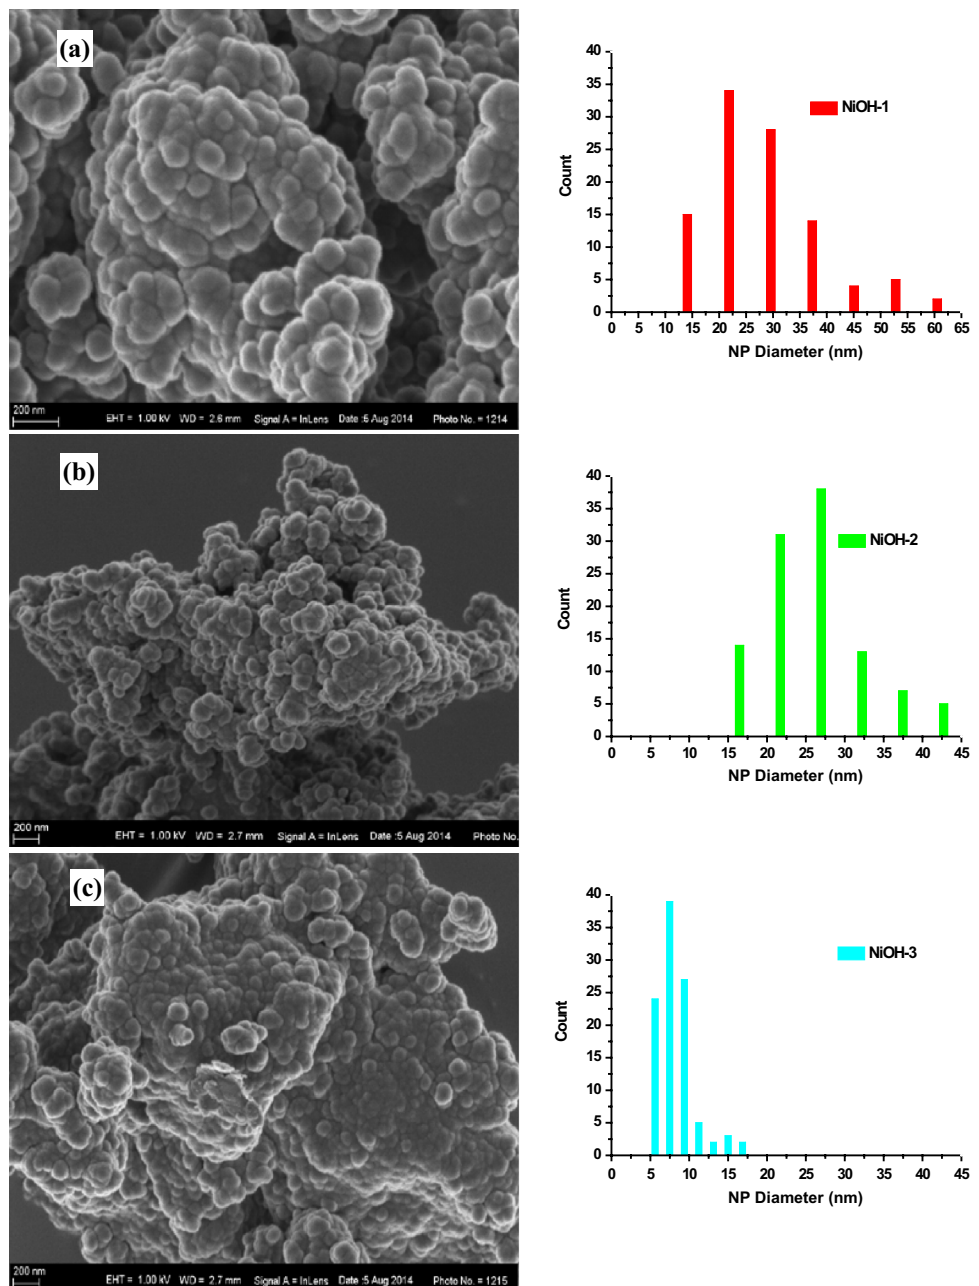 (a)
200 nm
EHT = 1.00 kV WD = 2.6 mm Signal A = InLens Date :5 Aug 2014 Photo No. = 1214
40
35
30
25
20
15
10
5
0
Count
NiOH-1
0 5 10 15 20 25 30 35 40 45 50 55 60 65
NP Diameter (nm)
(b)
200 nm
EHT = 1.00 kV WD = 2.7 mm Signal A = InLens Date :5 Aug 2014 Photo No.
40
35
30
25
20
15
10
5
0
Count
NiOH-2
0 5 10 15 20 25 30 35 40 45
NP Diameter (nm)
(c)
200 nm
EHT = 1.00 kV WD = 2.7 mm Signal A = InLens Date :5 Aug 2014 Photo No. = 1215
40
35
30
25
20
15
10
5
0
Count
NiOH-3
0 5 10 15 20 25 30 35 40 45
NP Diameter (nm)